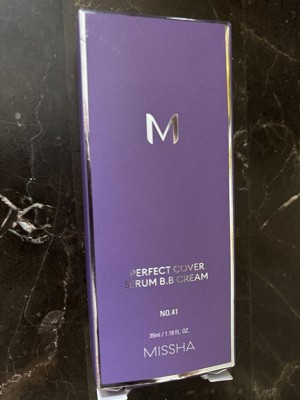 M
PERFECT COVER
SERUM B.B CREAM
NO.41
35ml / 1.18 FL. OZ.
MISSHA